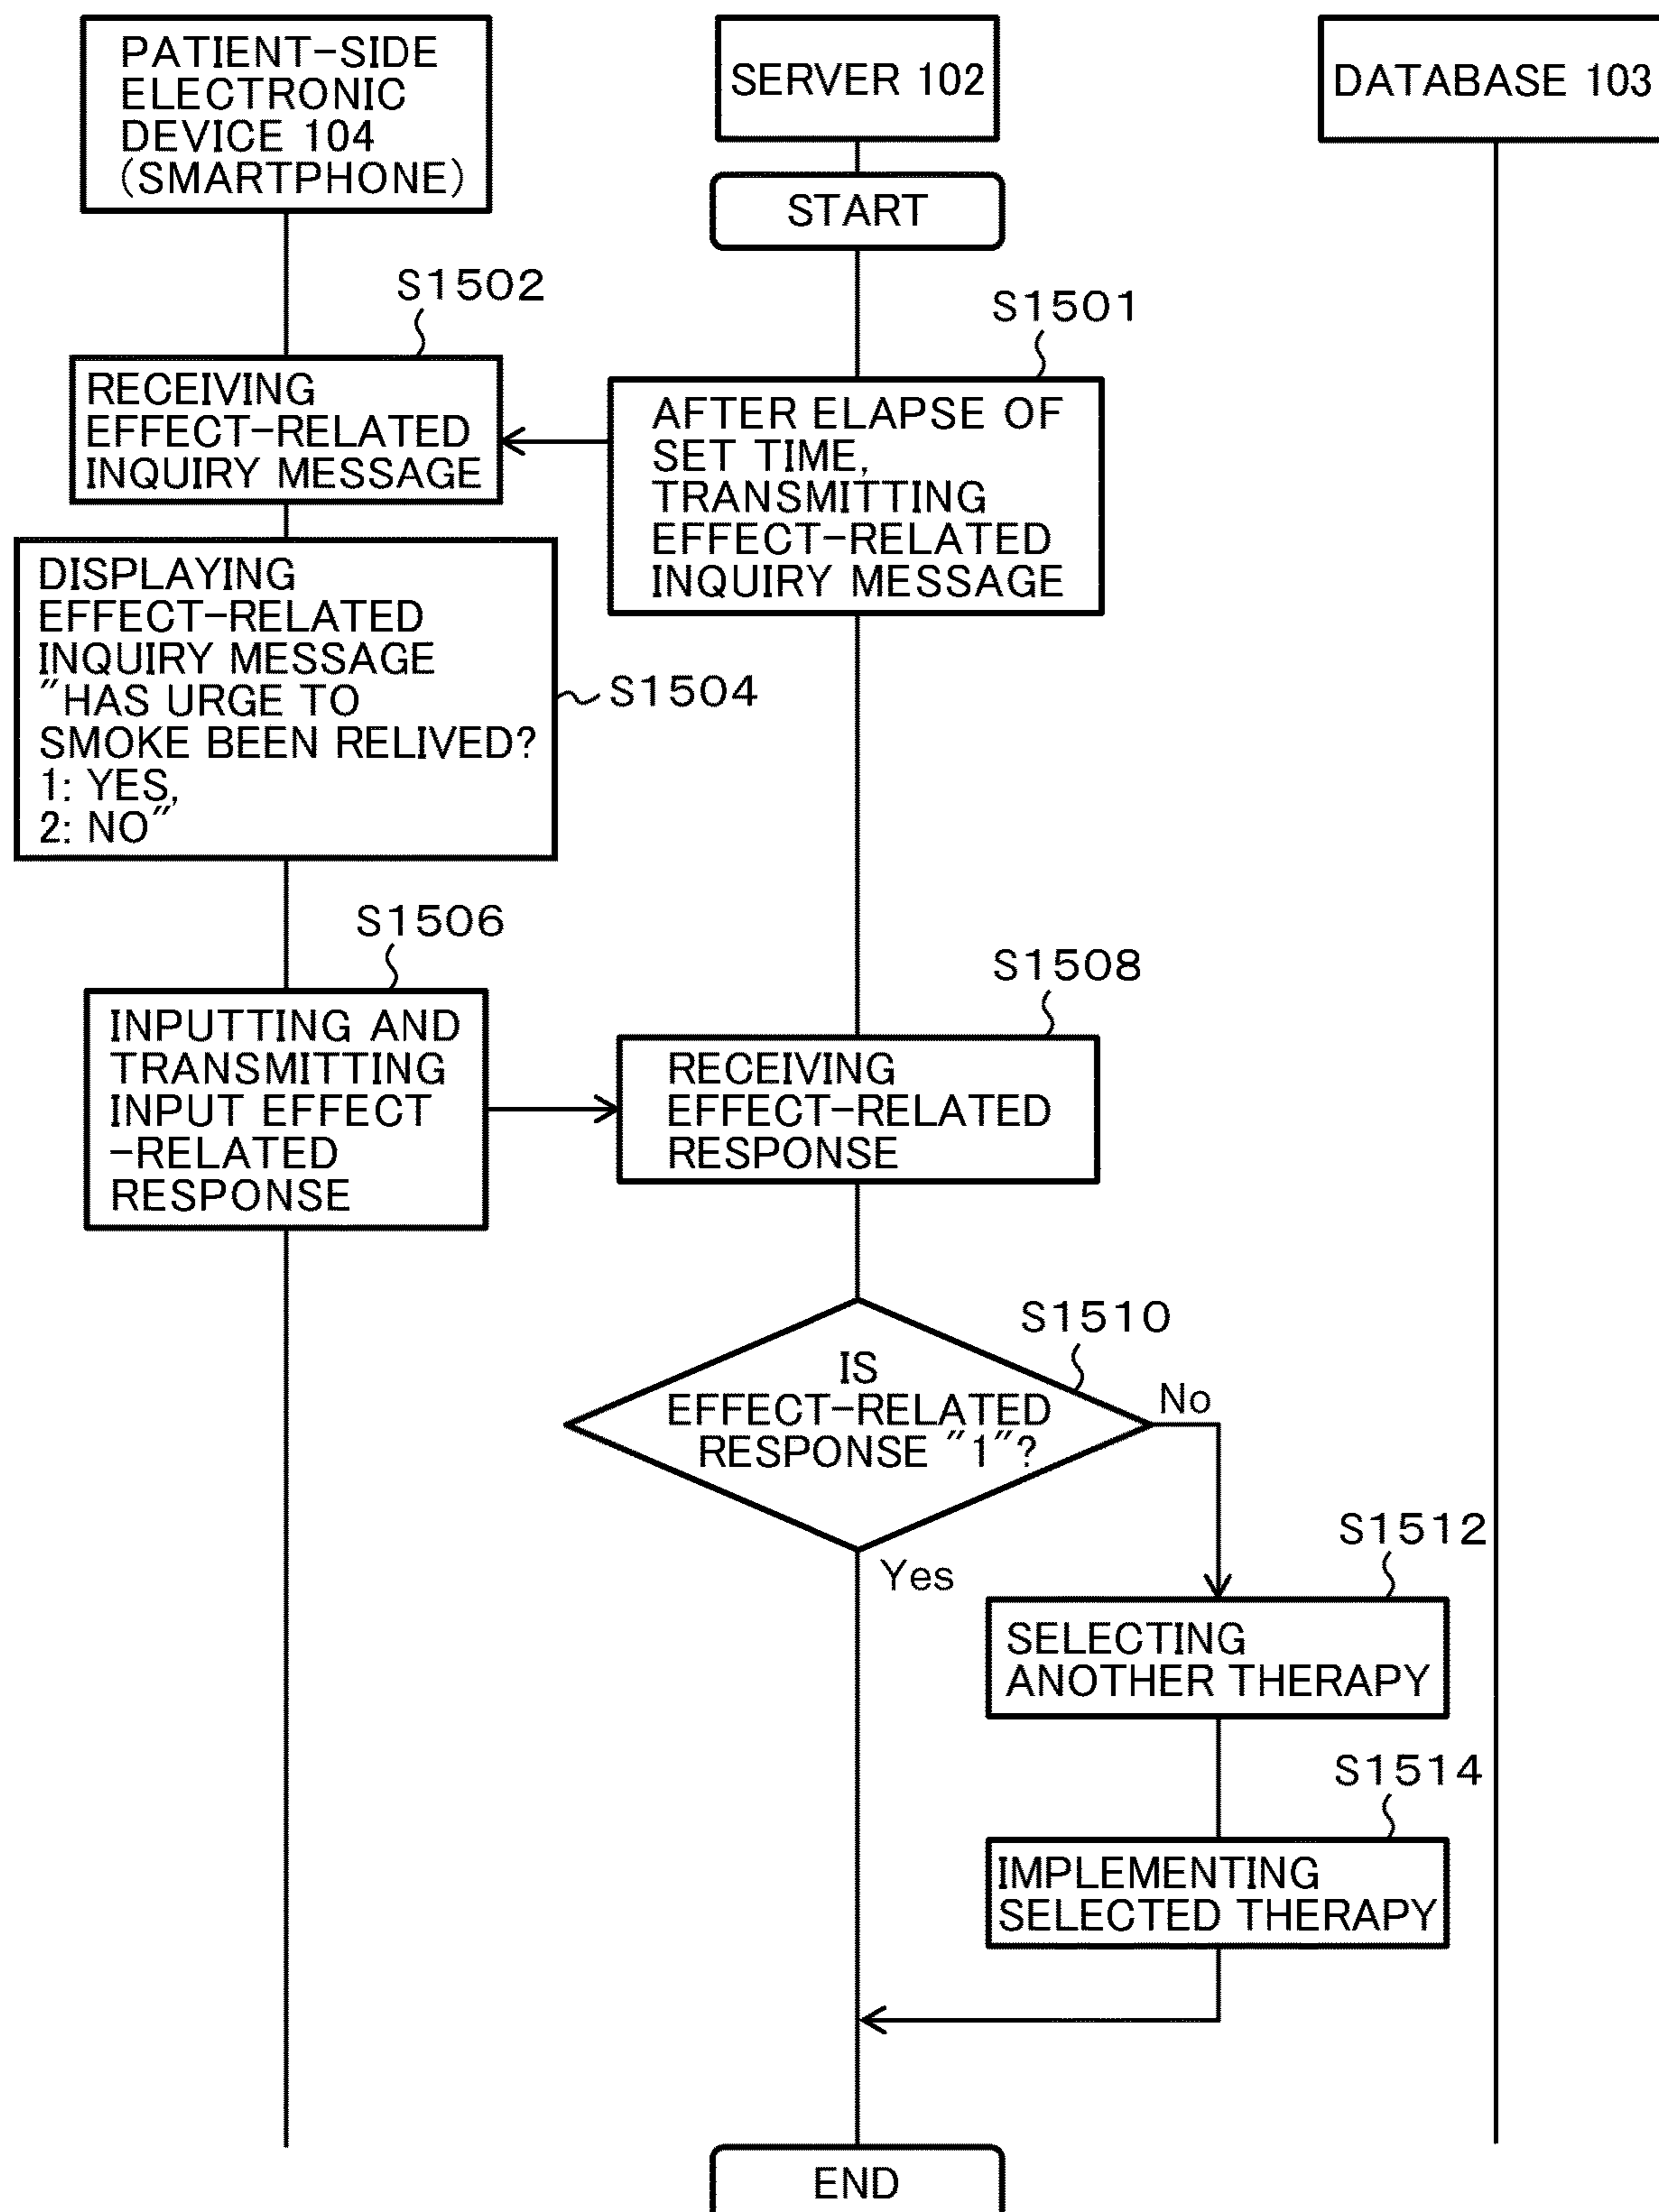 PATIENT-SIDE
ELECTRONIC
DEVICE 104
(SMARTPHONE)
SERVER 102
DATABASE 103
START
S1502
S1501
RECEIVING
EFFECT-RELATED
INQUIRY MESSAGE
AFTER ELAPSE OF
SET TIME,
TRANSMITTING
EFFECT-RELATED
INQUIRY MESSAGE
DISPLAYING
EFFECT-RELATED
INQUIRY MESSAGE
"HAS URGE TO
SMOKE BEEN RELIVED?
1: YES,
2: NO"
S1504
S1506
S1508
INPUTTING AND
TRANSMITTING
INPUT EFFECT
-RELATED
RESPONSE
RECEIVING
EFFECT-RELATED
RESPONSE
S1510
IS
EFFECT-RELATED
RESPONSE "1"?
No
Yes
S1512
SELECTING
ANOTHER THERAPY
S1514
IMPLEMENTING
SELECTED THERAPY
END